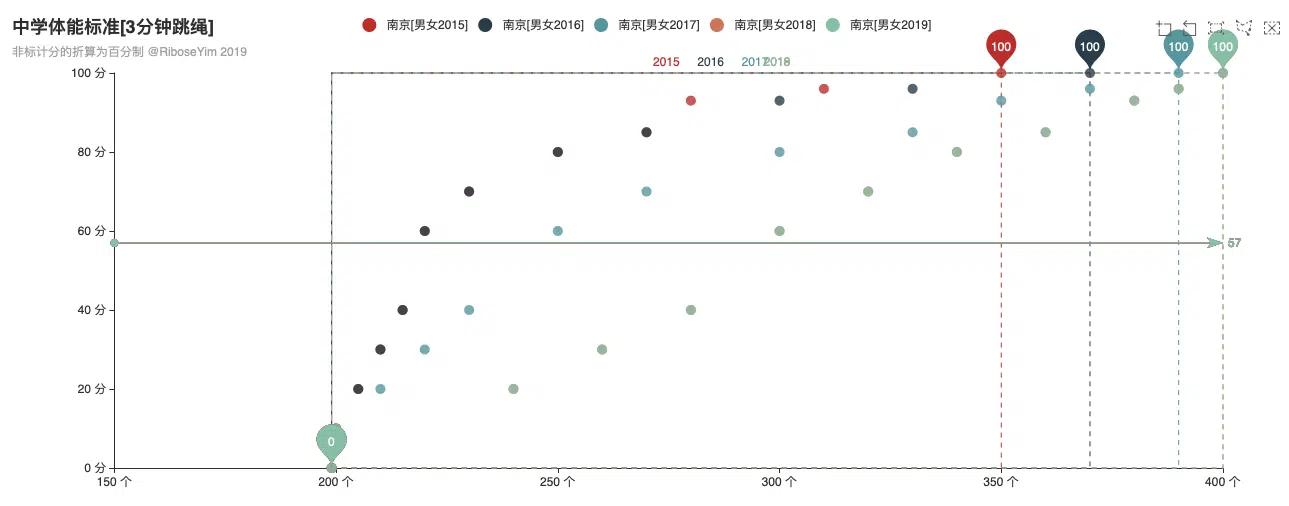 中学体能标准[3分钟跳绳]
非标计分的折算为百分制 @RiboseYim 2019
南京[男女2015] 南京[男女2016] 南京[男女2017] 南京[男女2018] 南京[男女2019]
100 100 100 100
2015 2016 2017 2018
100 分
80 分
60 分
57
40 分
20 分
0
0 分
150 个 200 个 250 个 300 个 350 个 400 个